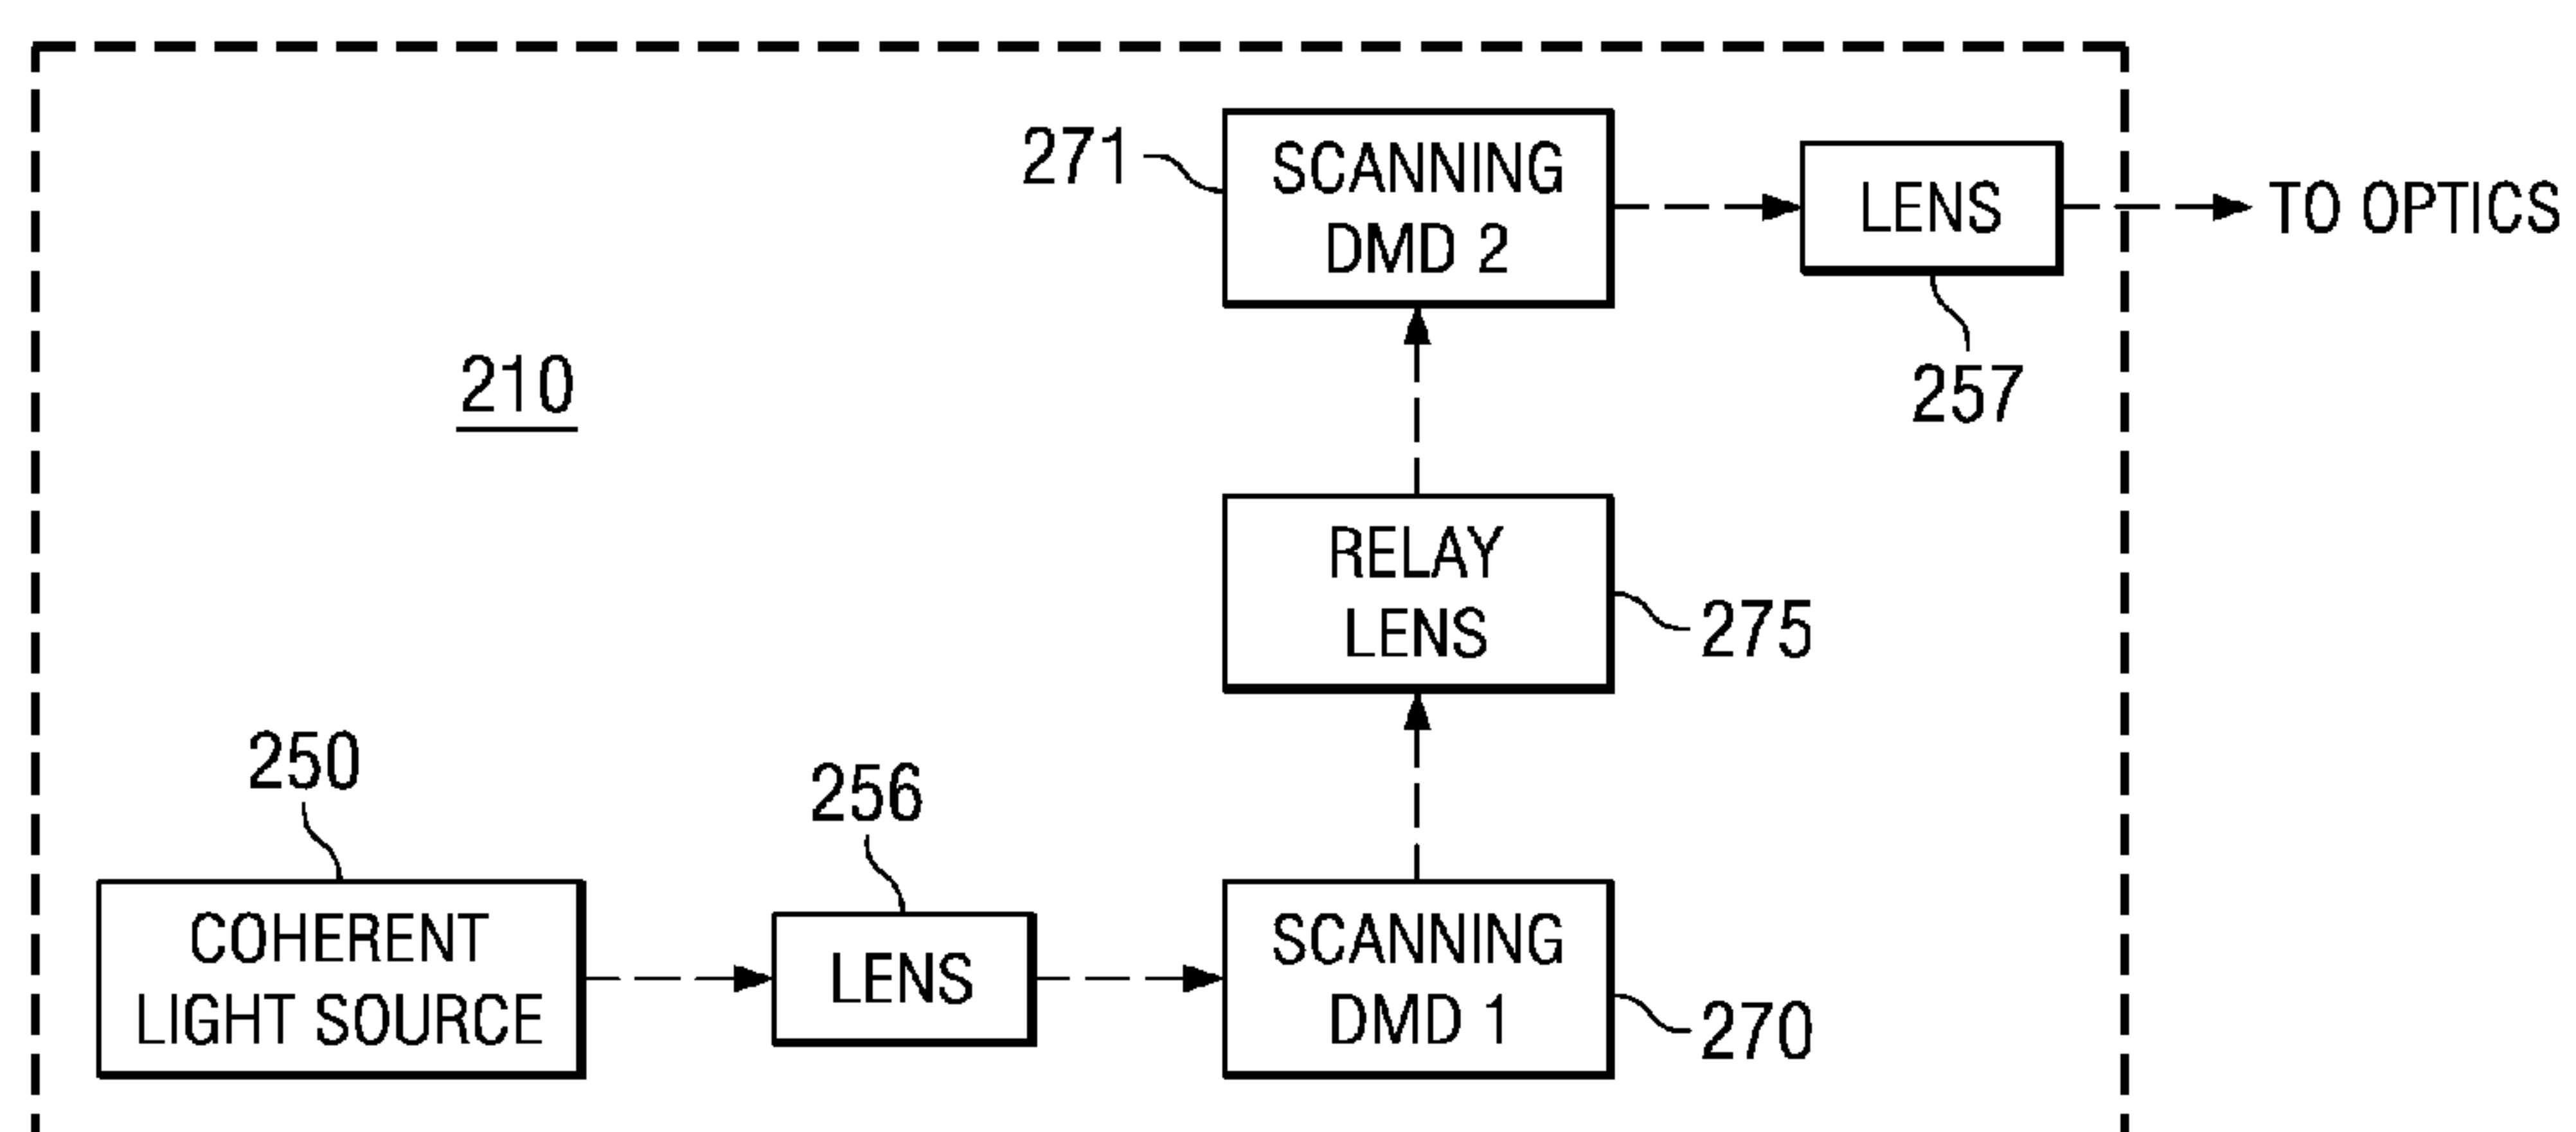 271
SCANNING
DMD 2
LENS
TO OPTICS
257
210
RELAY
LENS
275
250
COHERENT
LIGHT SOURCE
256
LENS
SCANNING
DMD 1
270